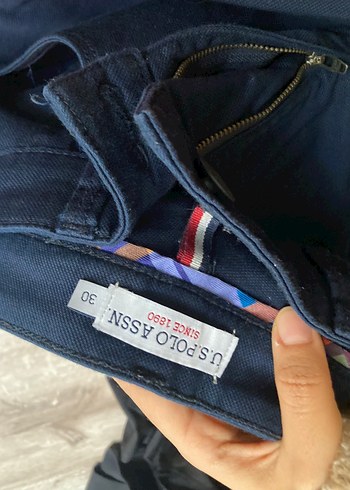 U.S. POLO ASSN.
SINCE 1890
30